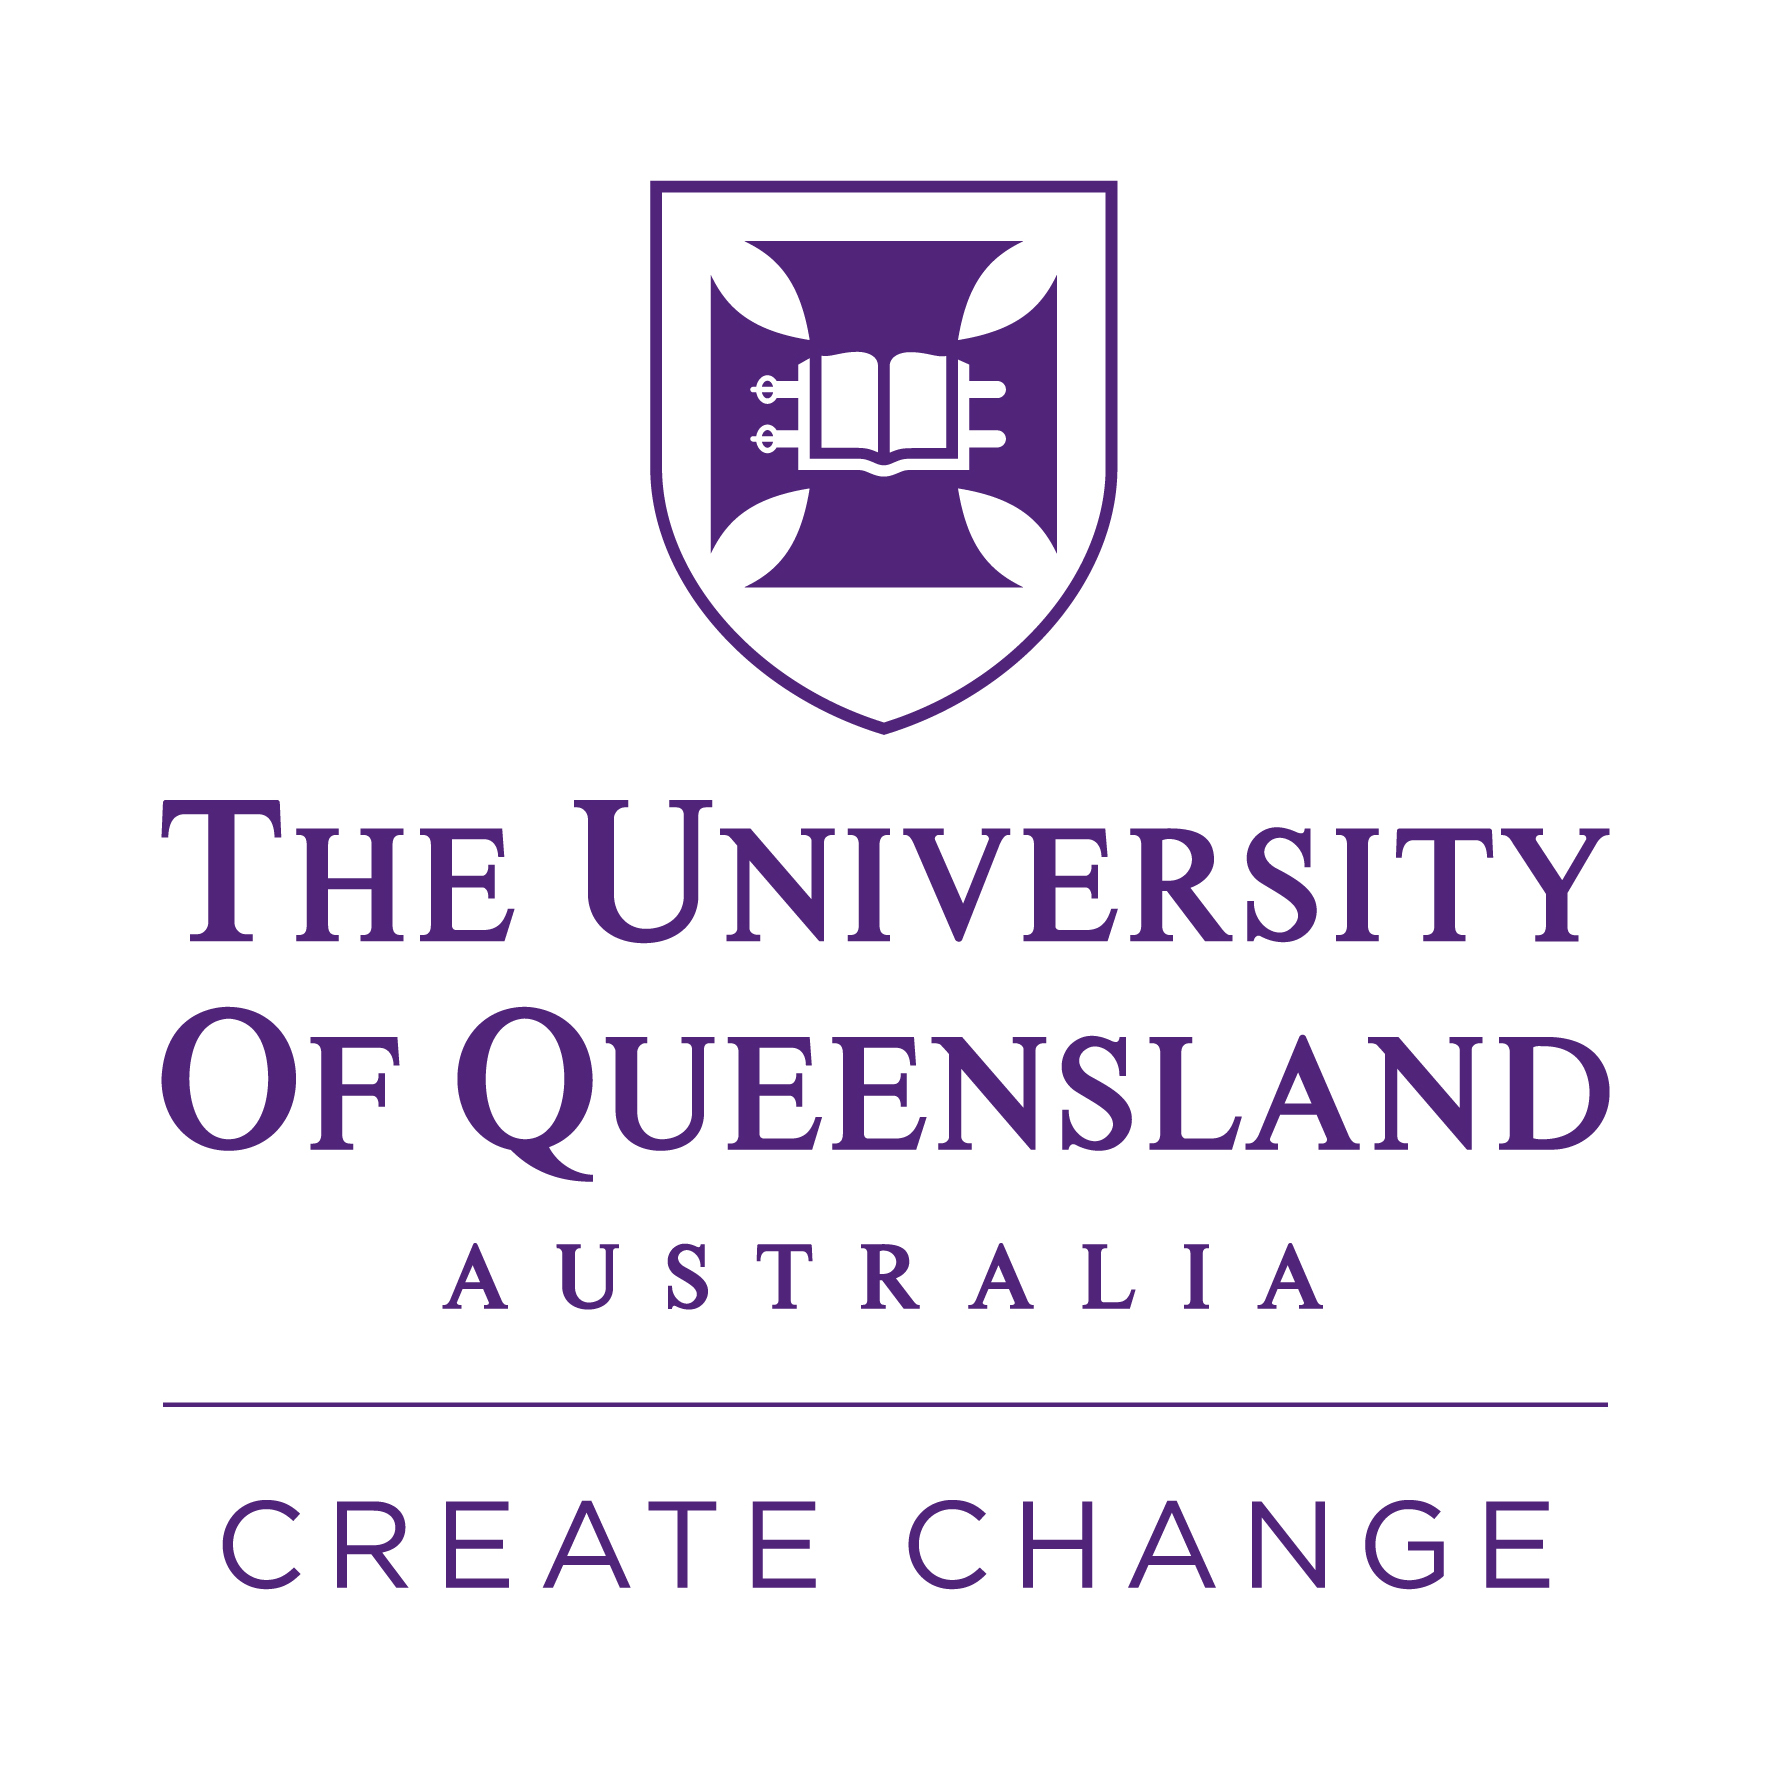 THE UNIVERSITY
OF QUEENSLAND
AUSTRALIA
CREATE CHANGE